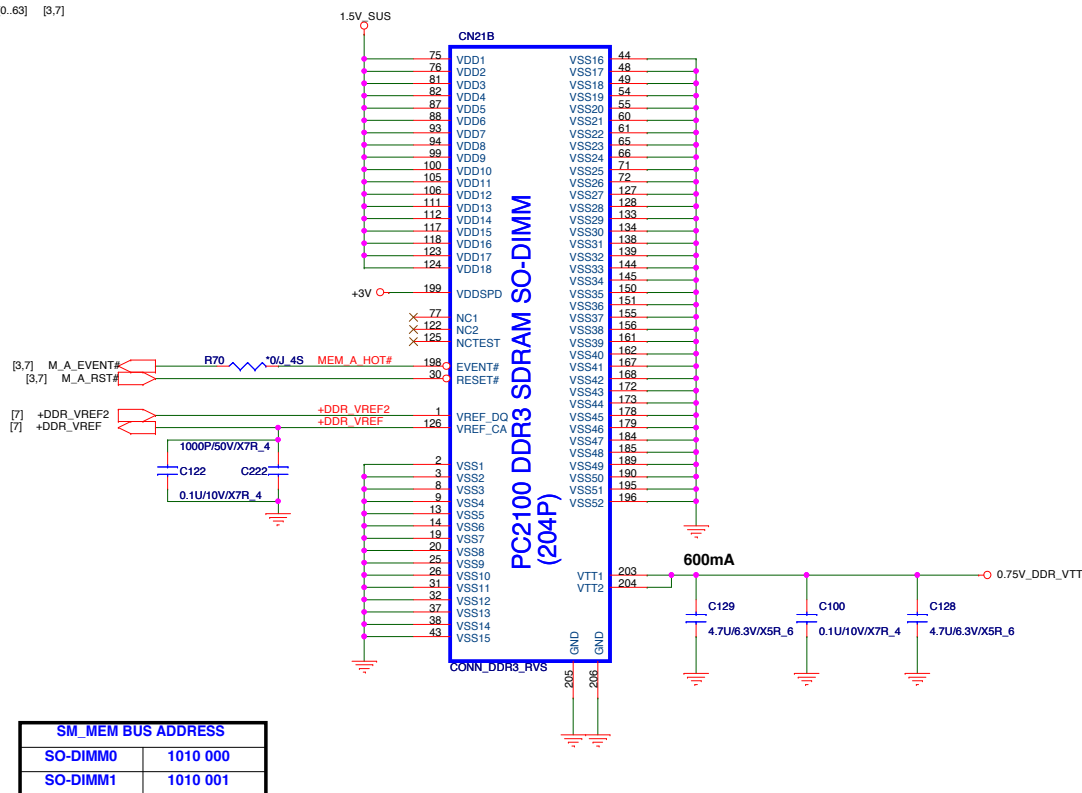 0..63] [3,7]
1.5V_SUS
CN21B
75 VDD1 VSS16 44
76 VDD2 VSS17 48
81 VDD3 VSS18 49
82 VDD4 VSS19 54
87 VDD5 VSS20 55
88 VDD6 VSS21 60
93 VDD7 VSS22 61
94 VDD8 VSS23 65
99 VDD9 VSS24 66
100 VDD10 VSS25 71
105 VDD11 VSS26 72
106 VDD12 VSS27 127
111 VDD13 VSS28 128
112 VDD14 VSS29 133
117 VDD15 VSS30 134
118 VDD16 VSS31 138
123 VDD17 VSS32 139
124 VDD18 VSS33 144
VSS34 145
+3V 199 VDDSPD VSS35 150
VSS36 151
77 NC1 VSS37 155
122 NC2 VSS38 156
125 NCTEST VSS39 161
VSS40 162
[3,7] M_A_EVENT# R70 *0/J_4S MEM_A_HOT# 198 EVENT# VSS41 167
[3,7] M_A_RST# 30 RESET# VSS42 168
VSS43 172
VSS44 173
[7] +DDR_VREF2 +DDR_VREF2 1 VREF_DQ VSS45 178
[7] +DDR_VREF +DDR_VREF 126 VREF_CA VSS46 179
VSS47 184
1000P/50V/X7R_4 VSS48 185
2 VSS1 VSS49 189
C122 C222 3 VSS2 VSS50 190
8 VSS3 VSS51 195
0.1U/10V/X7R_4 9 VSS4 VSS52 196
13 VSS5
14 VSS6
19 VSS7
20 VSS8
25 VSS9
26 VSS10
31 VSS11
32 VSS12
37 VSS13
38 VSS14
43 VSS15
PC2100 DDR3 SDRAM SO-DIMM
(204P)
600mA
VTT1 203 0.75V_DDR_VTT
VTT2 204
C129 C100 C128
4.7U/6.3V/X5R_6 0.1U/10V/X7R_4 4.7U/6.3V/X5R_6
GND GND
CONN_DDR3_RVS
205 206
SM_MEM BUS ADDRESS
SO-DIMM0 1010 000
SO-DIMM1 1010 001